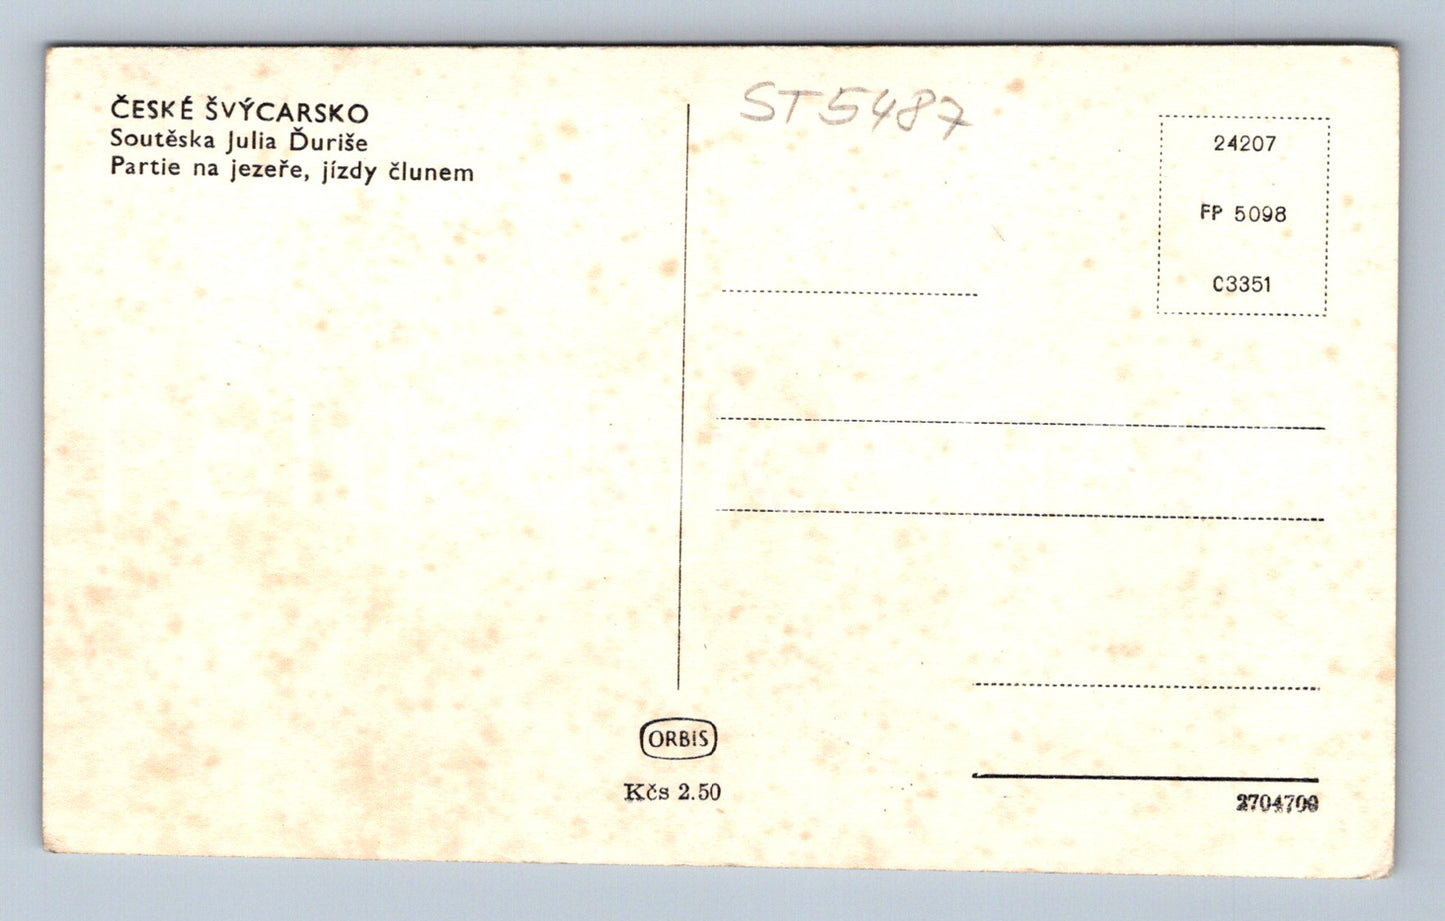 ČESKÉ ŠVÝCARSKO
Soutěska Julia Ďuriše
Partie na jezeře, jízdy člunem
ST5487
24207
FP 5098
C3351
ORBIS
Kčs 2.50